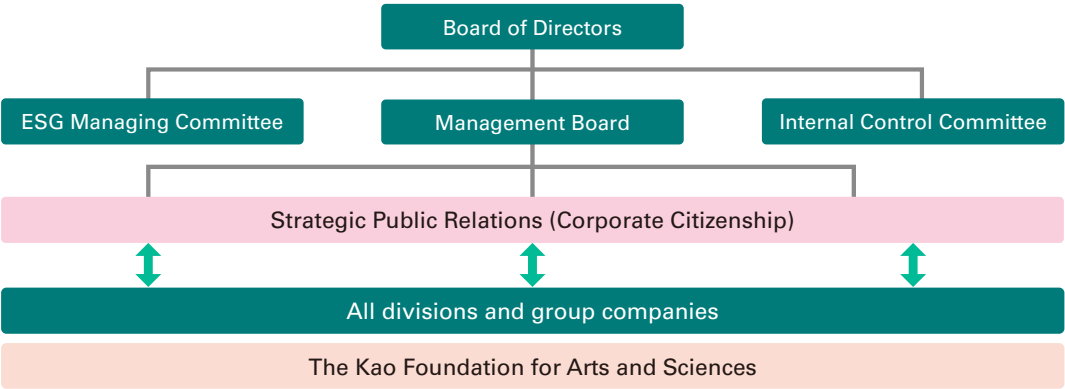 Board of Directors
ESG Managing Committee
Management Board
Internal Control Committee
Strategic Public Relations (Corporate Citizenship)
All divisions and group companies
The Kao Foundation for Arts and Sciences